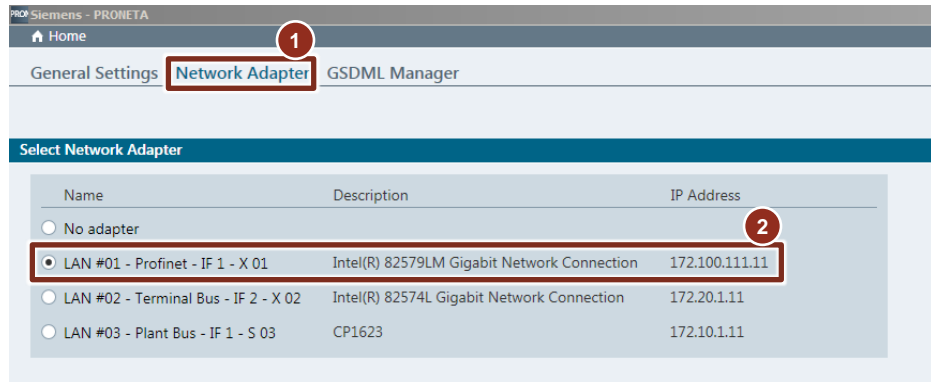 PRO Siemens - PRONETA
Home
1
General Settings Network Adapter GSDML Manager
Select Network Adapter
Name Description IP Address
2
No adapter
LAN #01 - Profinet - IF 1 - X 01 Intel(R) 82579LM Gigabit Network Connection 172.100.111.11
LAN #02 - Terminal Bus - IF 2 - X 02 Intel(R) 82574L Gigabit Network Connection 172.20.1.11
LAN #03 - Plant Bus - IF 1 - S 03 CP1623 172.10.1.11